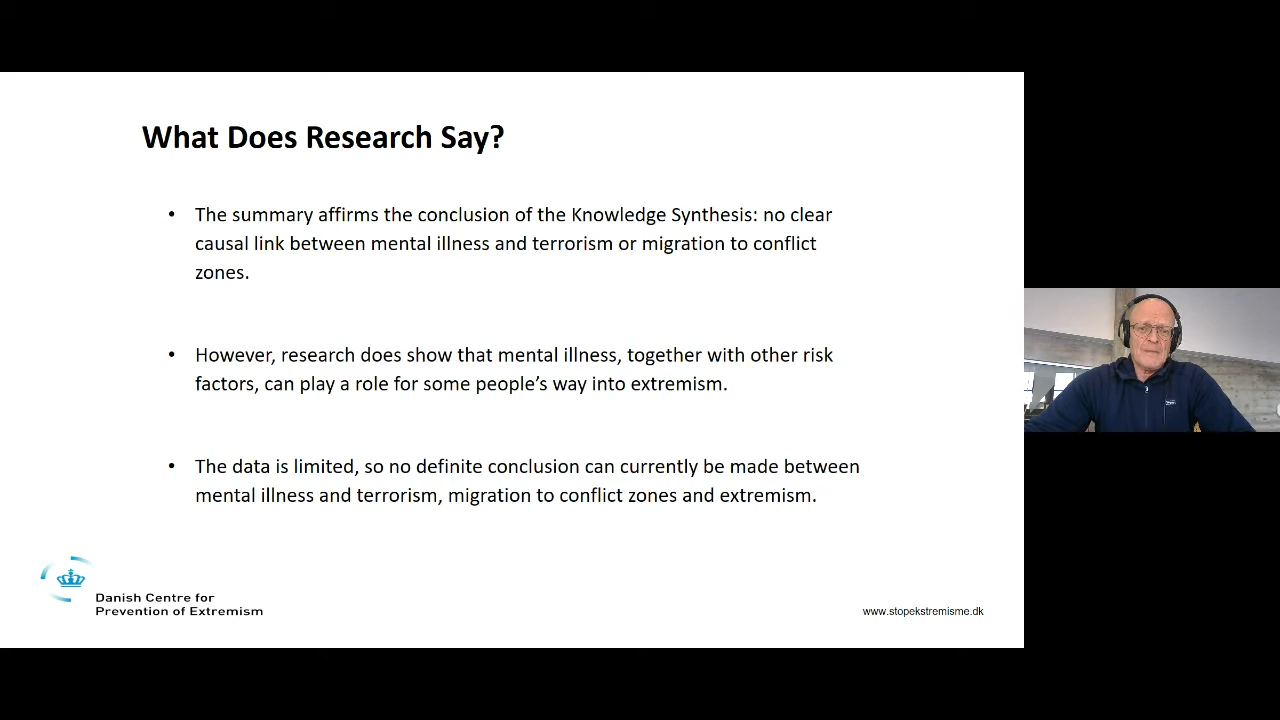 What Does Research Say?
• The summary affirms the conclusion of the Knowledge Synthesis: no clear
causal link between mental illness and terrorism or migration to conflict
zones.
• However, research does show that mental illness, together with other risk
factors, can play a role for some people’s way into extremism.
• The data is limited, so no definite conclusion can currently be made between
mental illness and terrorism, migration to conflict zones and extremism.
Danish Centre for
Prevention of Extremism
www.stopekstremisme.dk